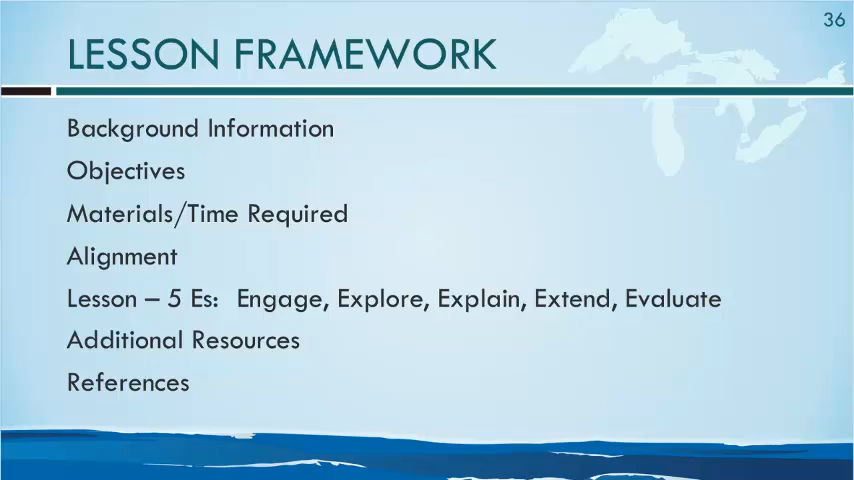 36
LESSON FRAMEWORK
Background Information
Objectives
Materials/Time Required
Alignment
Lesson – 5 Es:  Engage, Explore, Explain, Extend, Evaluate
Additional Resources
References